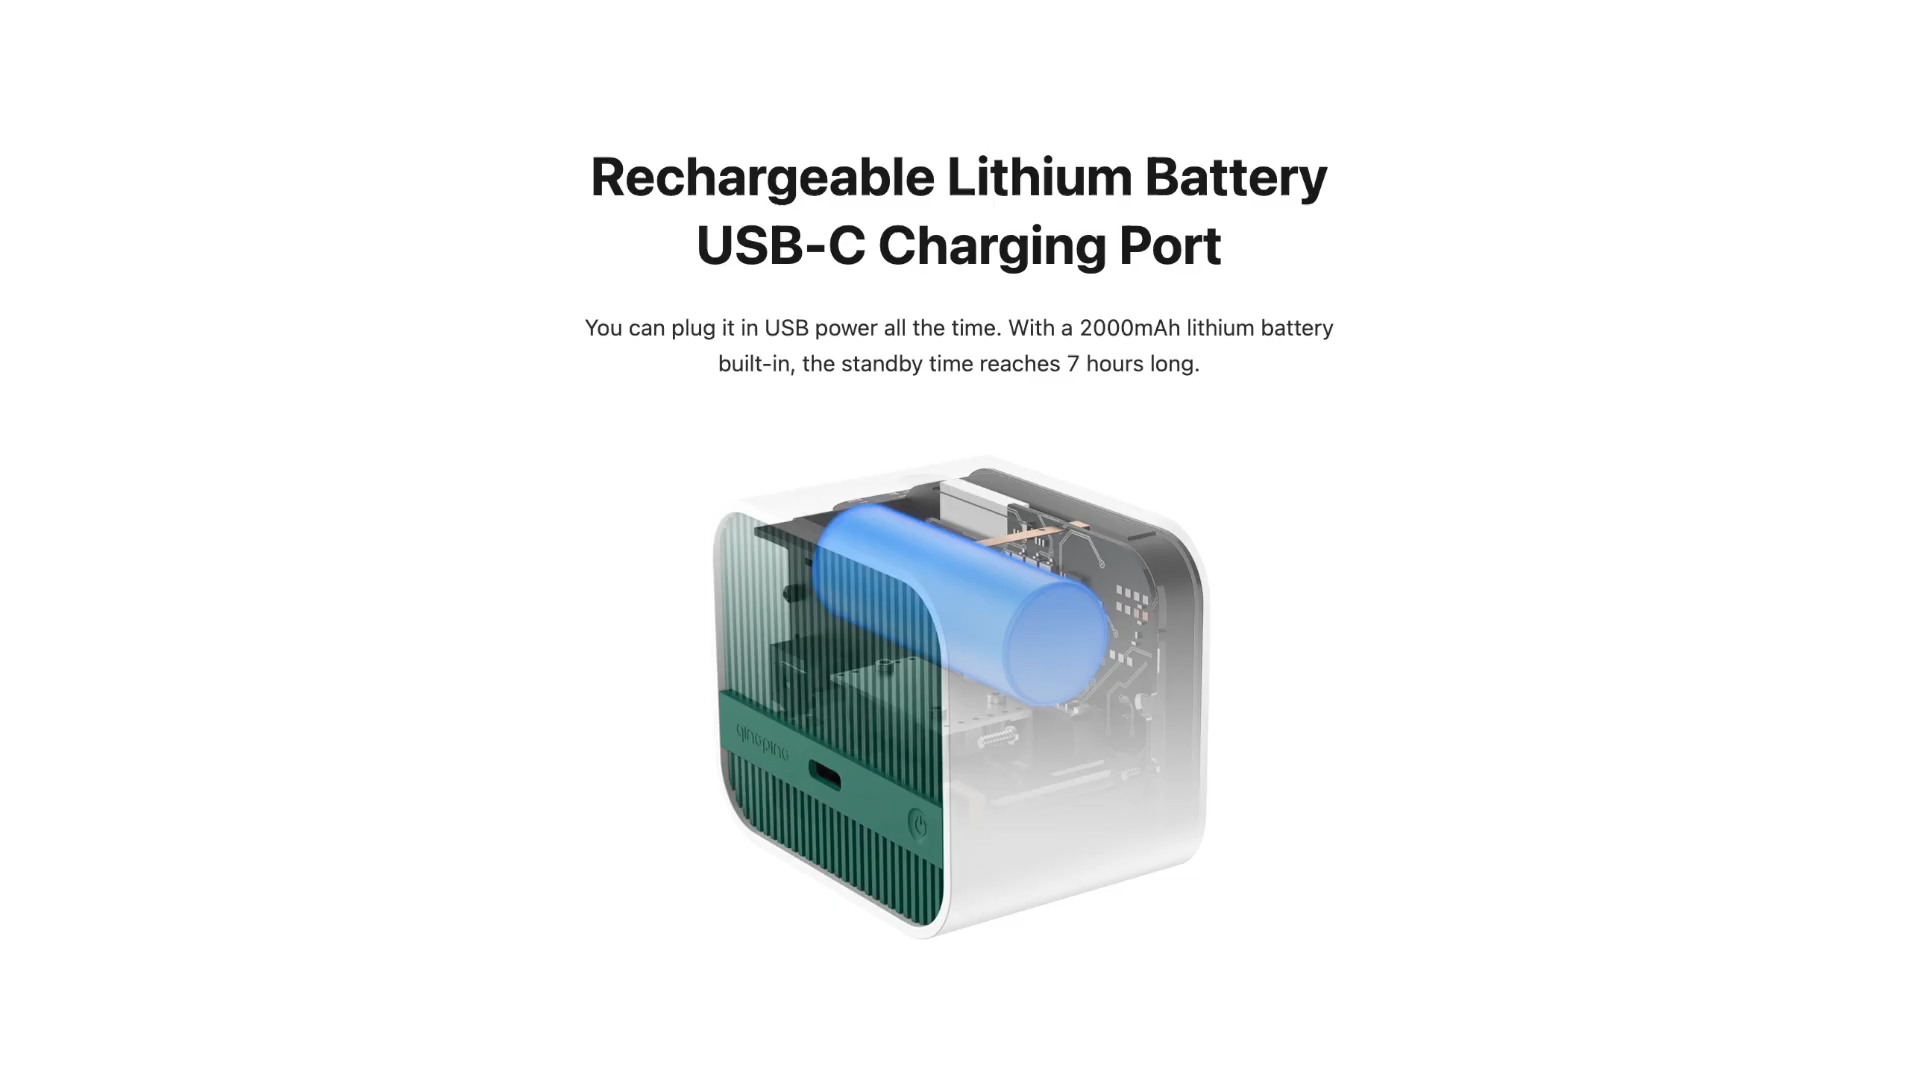 Rechargeable Lithium Battery
USB-C Charging Port
You can plug it in USB power all the time. With a 2000mAh lithium battery
built-in, the standby time reaches 7 hours long.
qingping